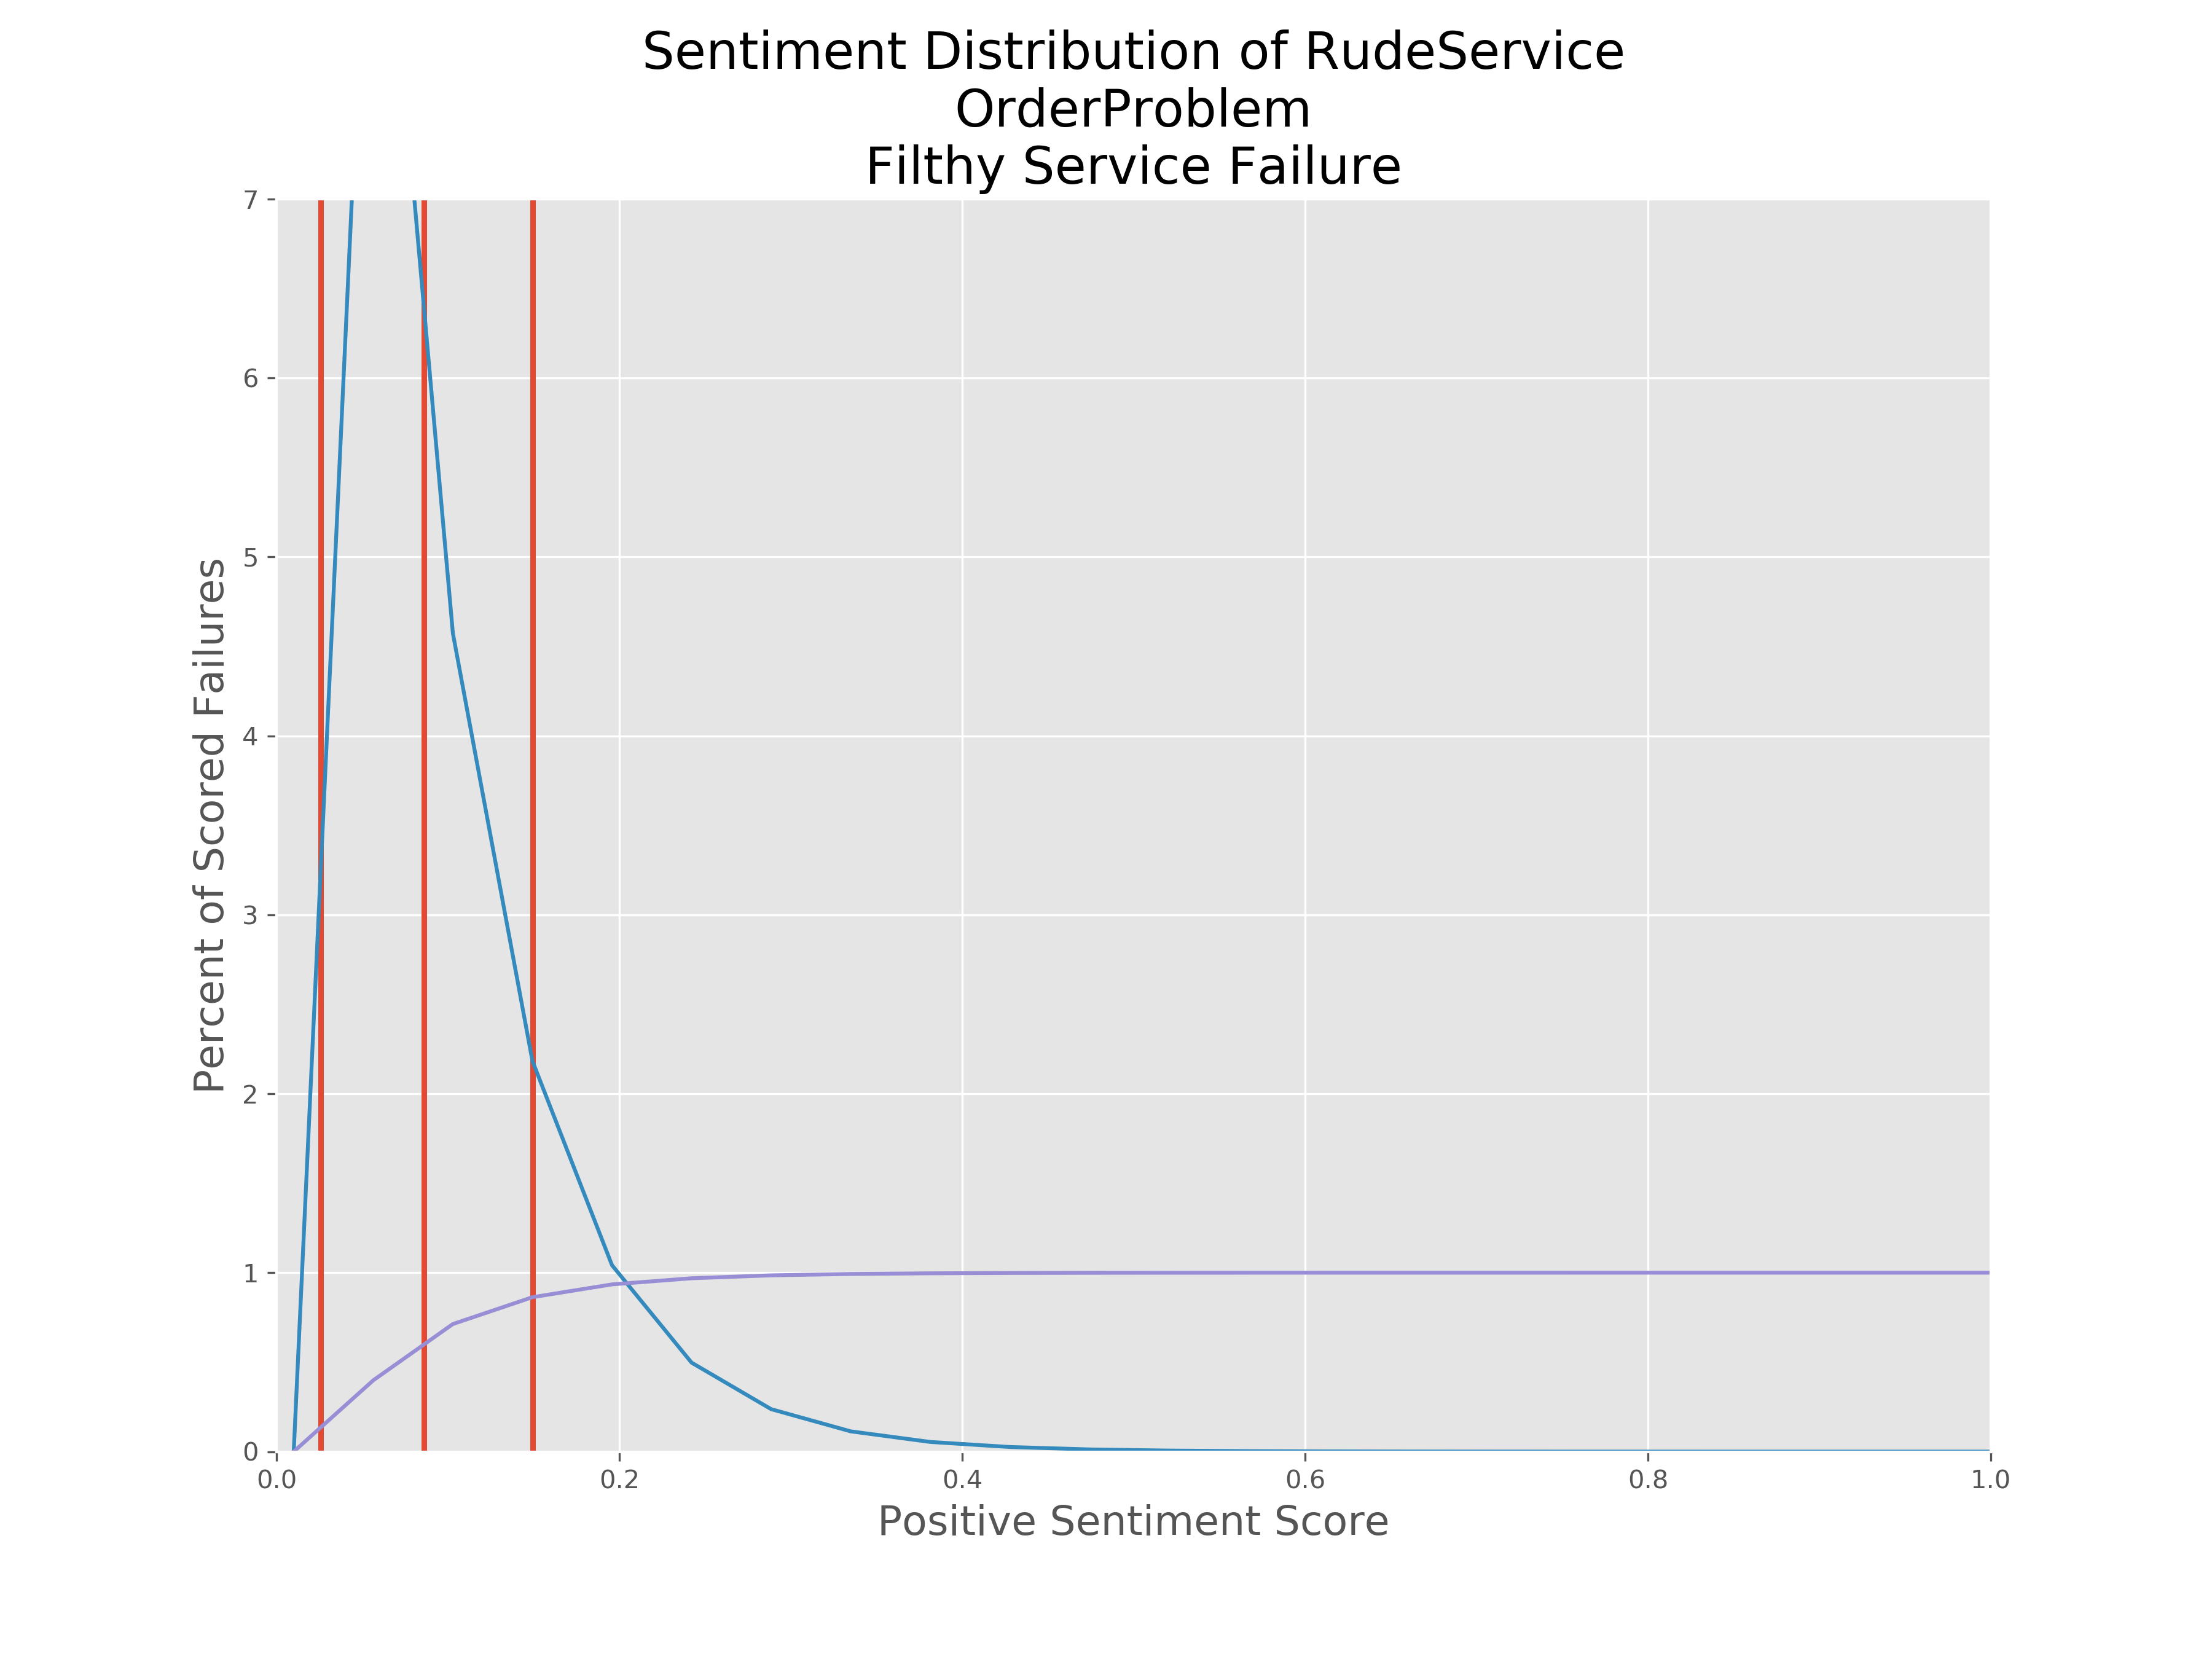 Sentiment Distribution of RudeService
OrderProblem
Filthy Service Failure
Percent of Scored Failures
7
6
5
4
3
2
1
0
0.0 0.2 0.4 0.6 0.8 1.0
Positive Sentiment Score